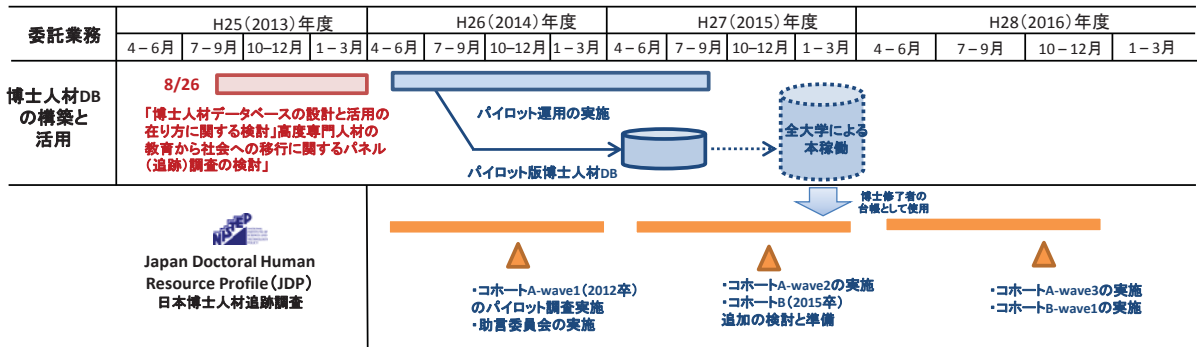 委託業務
H25(2013)年度
H26(2014)年度
H27(2015)年度
H28(2016)年度
4–6月
7–9月
10–12月
1–3月
4–6月
7–9月
10–12月
1–3月
4–6月
7–9月
10–12月
1–3月
4–6月
7–9月
10–12月
1–3月
博士人材DB
の構築と
活用
8/26
「博士人材データベースの設計と活用の
在り方に関する検討」高度専門人材の
教育から社会への移行に関するパネル
(追跡)調査の検討」
パイロット運用の実施
パイロット版博士人材DB
全大学による
本稼働
博士修了者の
台帳として使用
NISTEP
Japan Doctoral Human
Resource Profile(JDP)
日本博士人材追跡調査
・コホートA-wave1(2012卒)
のパイロット調査実施
・助言委員会の実施
・コホートA-wave2の実施
・コホートB(2015卒)
追加の検討と準備
・コホートA-wave3の実施
・コホートB-wave1の実施